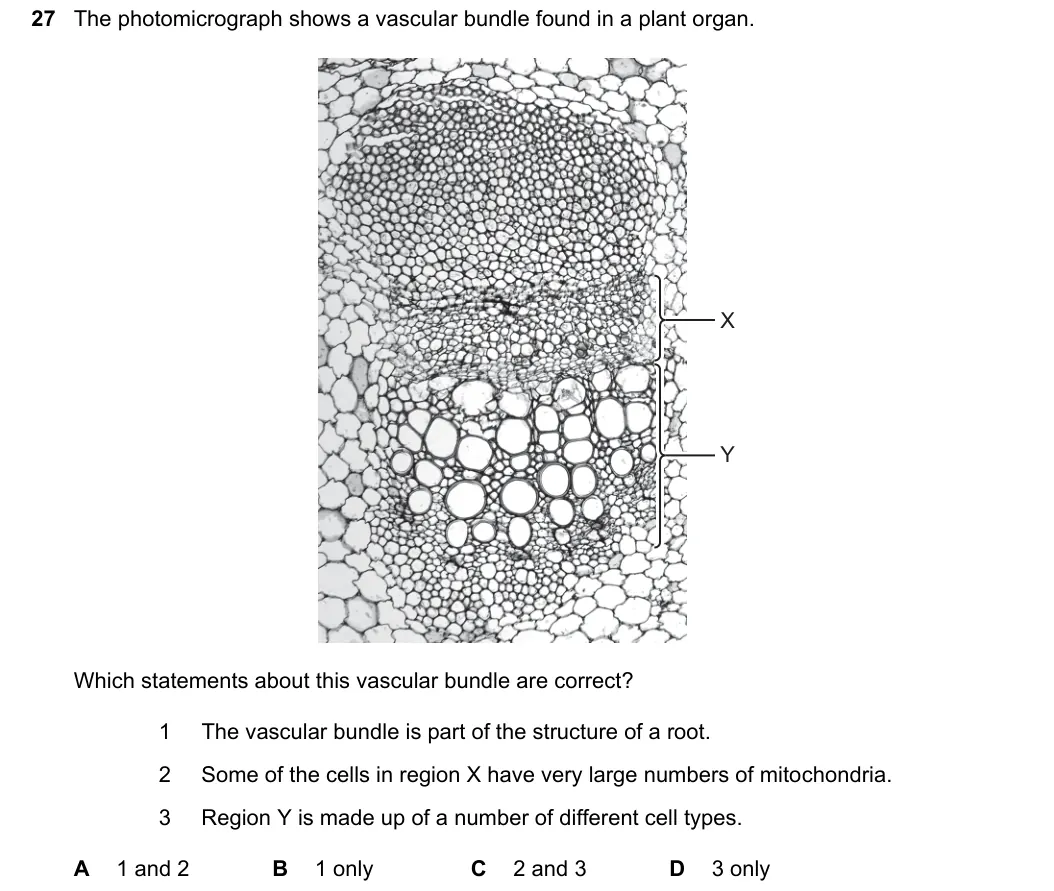 27 The photomicrograph shows a vascular bundle found in a plant organ.
X
Y
Which statements about this vascular bundle are correct?
1 The vascular bundle is part of the structure of a root.
2 Some of the cells in region X have very large numbers of mitochondria.
3 Region Y is made up of a number of different cell types.
A 1 and 2 B 1 only C 2 and 3 D 3 only